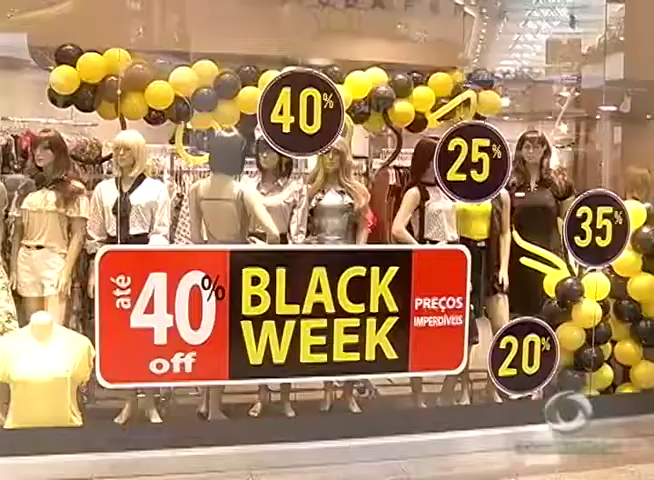 40%
25%
35%
até
40%
off
BLACK
WEEK
PREÇOS
IMPERDÍVEIS
20%